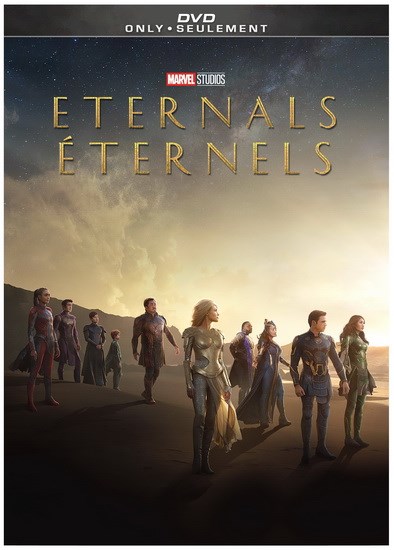 DVD
ONLY • SEULEMENT
MARVEL STUDIOS
ETERNALS
ÉTERNELS